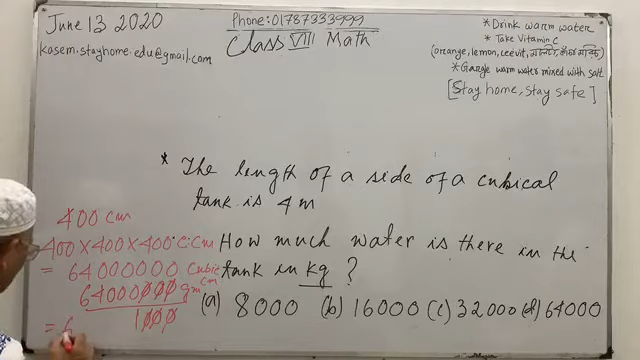 June 13 2020
kasem.stayhome.edu@gmail.com
Phone: 01787333999
Class VIII Math
* Drink warm water
* Take Vitamin C
(orange, lemon, ceevit,
* Gargle warm water mixed with salt
[Stay home, stay safe]
* The length of a side of a cubical
tank is 4 m
How much water is there in the
tank in kg ?
(a) 8000 (b) 16000 (c) 32000 (d) 64000
400 cm
400 × 400 × 400 c.cm
= 64000000 cubic cm
64000000 gm
1000
= 6